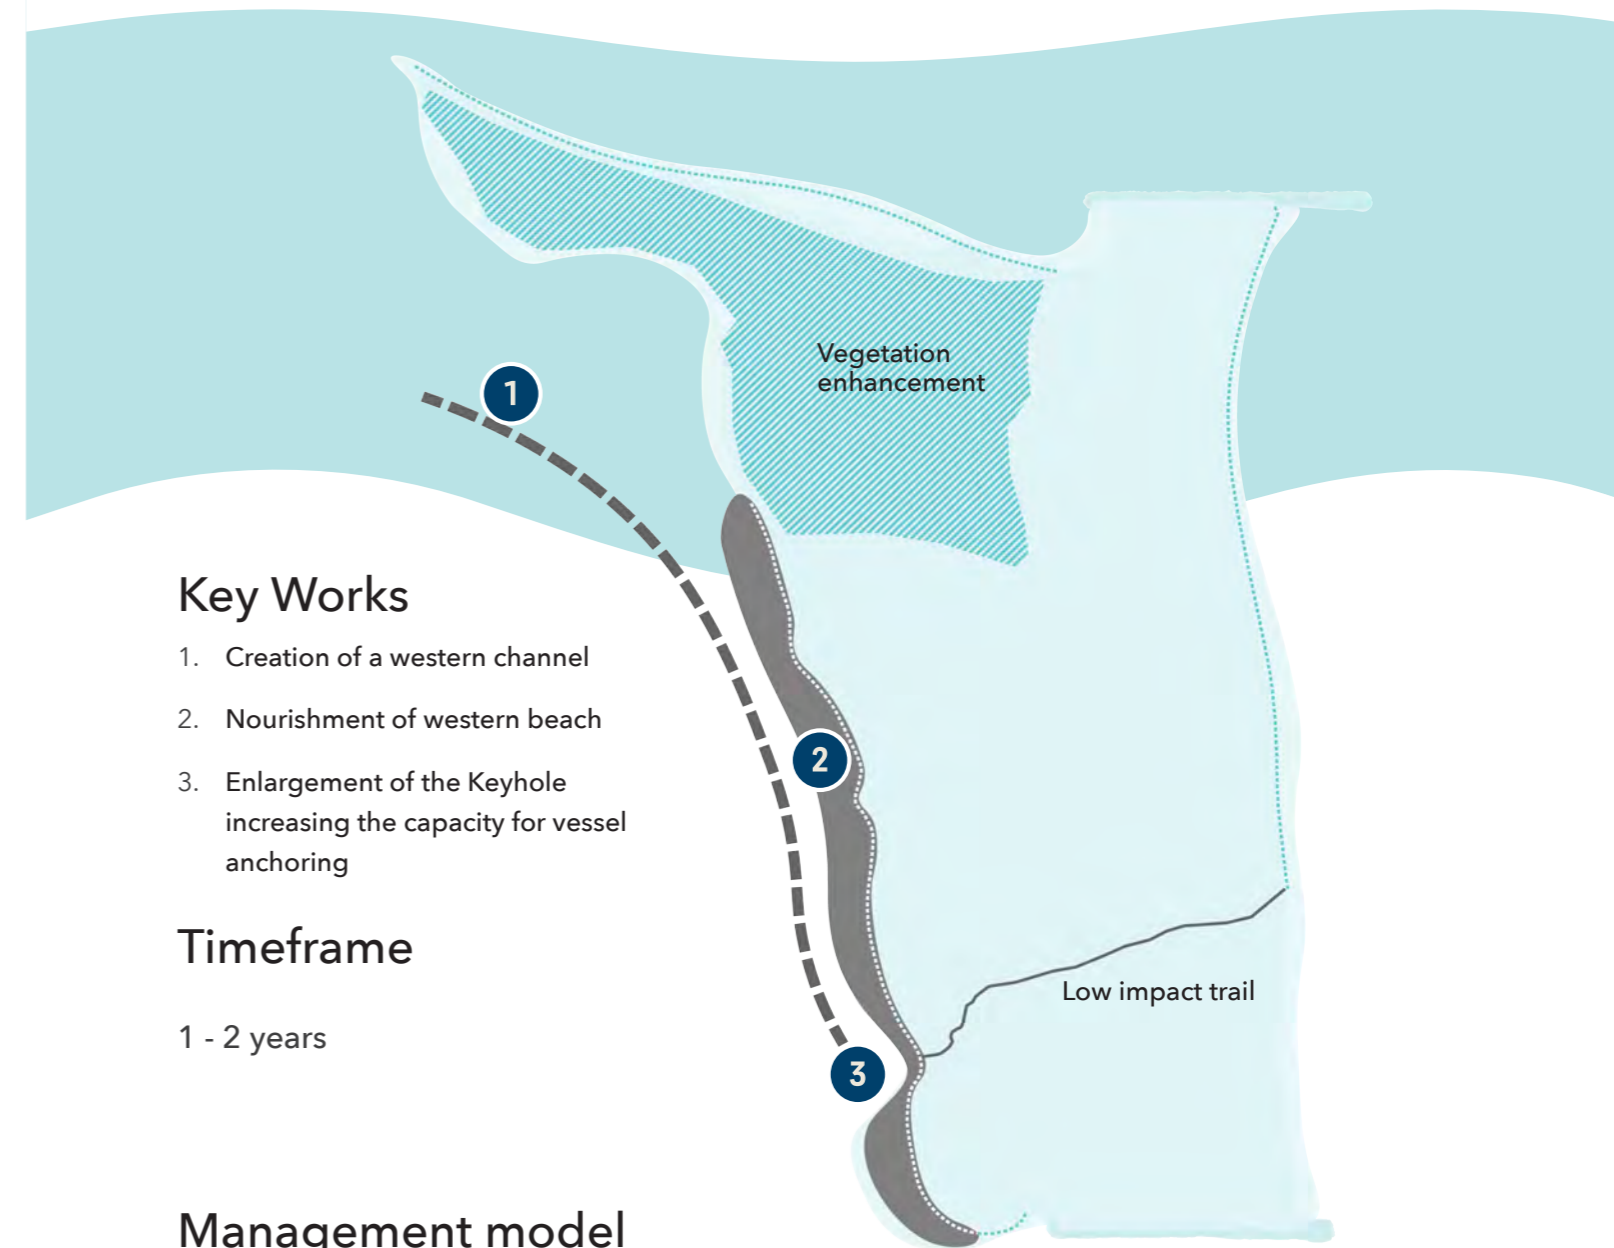 Vegetation
enhancement
1
Key Works
1. Creation of a western channel
2. Nourishment of western beach
3. Enlargement of the Keyhole
increasing the capacity for vessel
anchoring
2
Timeframe
Low impact trail
1 - 2 years
3
Management model